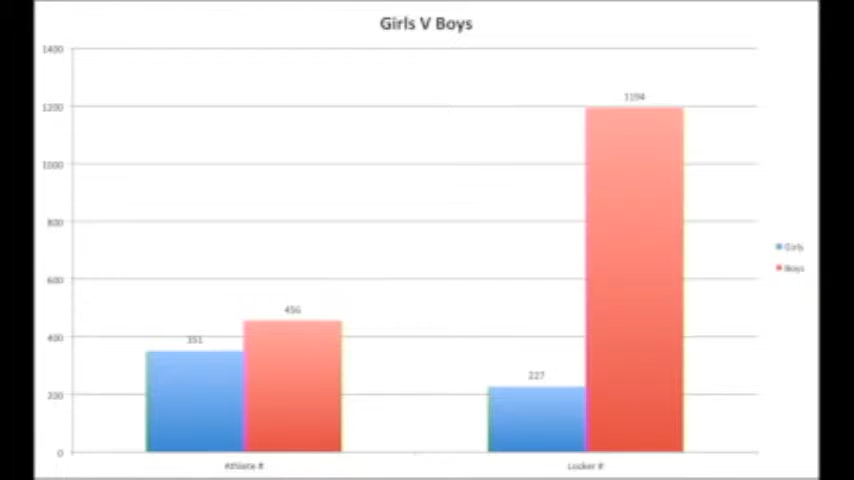 Girls V Boys
1400
1200
1000
800
600
400
200
0
351
456
227
1194
Athlete #
Locker #
Girls
Boys